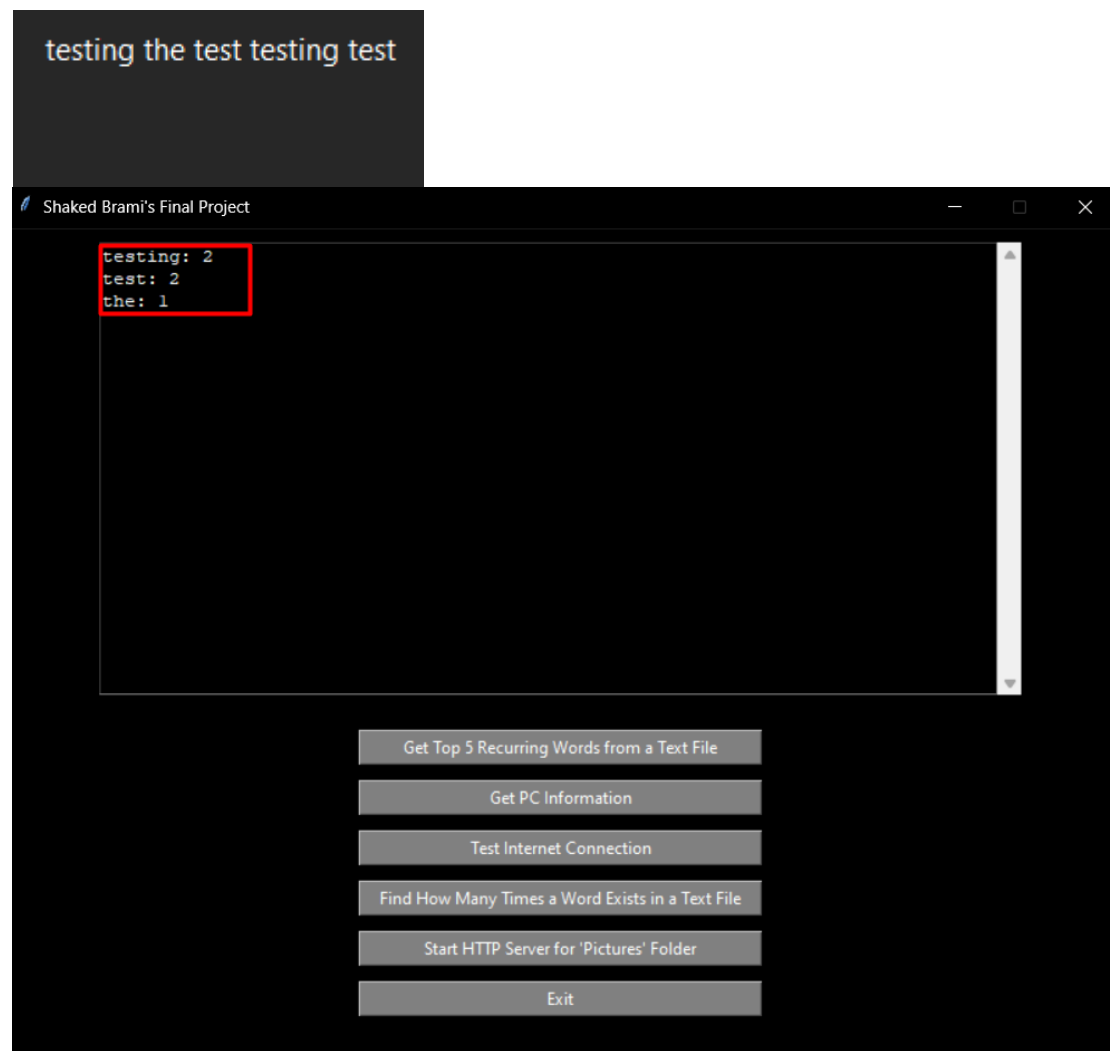 testing the test testing test
Shaked Brami's Final Project
testing: 2
test: 2
the: 1
Get Top 5 Recurring Words from a Text File
Get PC Information
Test Internet Connection
Find How Many Times a Word Exists in a Text File
Start HTTP Server for 'Pictures' Folder
Exit